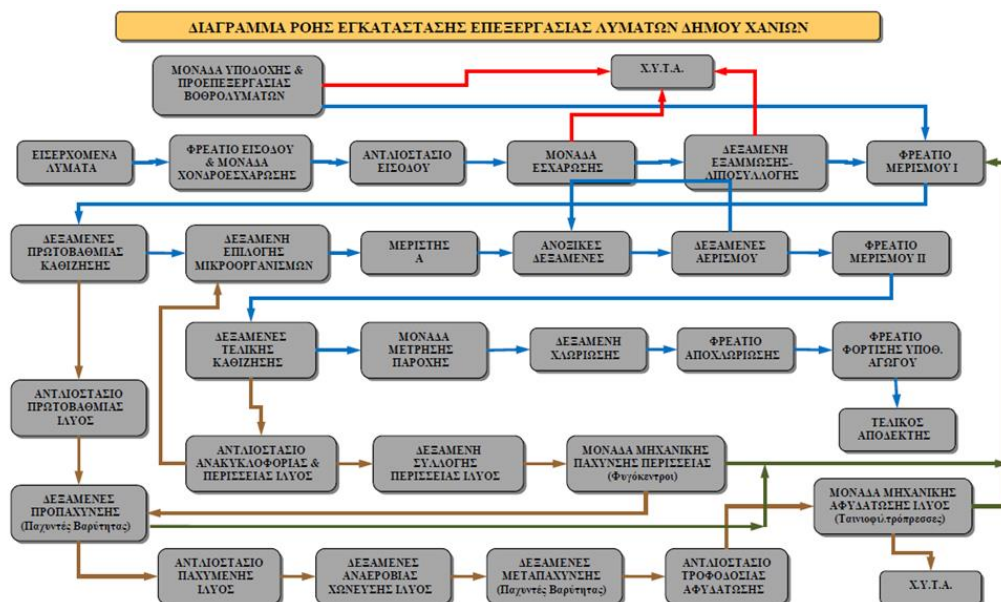 ΔΙΑΓΡΑΜΜΑ ΡΟΗΣ ΕΓΚΑΤΑΣΤΑΣΗΣ ΕΠΕΞΕΡΓΑΣΙΑΣ ΛΥΜΑΤΩΝ ΔΗΜΟΥ ΧΑΝΙΩΝ
ΜΟΝΑΔΑ ΥΠΟΔΟΧΗΣ &
ΠΡΟΕΠΕΞΕΡΓΑΣΙΑΣ
ΒΟΘΡΟΛΥΜΑΤΩΝ
Χ.Υ.Τ.Α.
ΕΙΣΕΡΧΟΜΕΝΑ
ΛΥΜΑΤΑ
ΦΡΕΑΤΙΟ ΕΙΣΟΔΟΥ
& ΜΟΝΑΔΑ
ΧΟΝΔΡΟΕΣΧΑΡΩΣΗΣ
ΑΝΤΛΙΟΣΤΑΣΙΟ
ΕΙΣΟΔΟΥ
ΜΟΝΑΔΑ
ΕΣΧΑΡΩΣΗΣ
ΔΕΞΑΜΕΝΗ
ΕΞΑΜΜΩΣΗΣ-
ΛΙΠΟΣΥΛΛΟΓΗΣ
ΦΡΕΑΤΙΟ
ΜΕΡΙΣΜΟΥ Ι
ΔΕΞΑΜΕΝΕΣ
ΠΡΩΤΟΒΑΘΜΙΑΣ
ΚΑΘΙΖΗΣΗΣ
ΔΕΞΑΜΕΝΗ
ΕΠΙΛΟΓΗΣ
ΜΙΚΡΟΟΡΓΑΝΙΣΜΩΝ
ΜΕΡΙΣΤΗΣ
Α
ΑΝΟΞΙΚΕΣ
ΔΕΞΑΜΕΝΕΣ
ΔΕΞΑΜΕΝΕΣ
ΑΕΡΙΣΜΟΥ
ΦΡΕΑΤΙΟ
ΜΕΡΙΣΜΟΥ ΙΙ
ΔΕΞΑΜΕΝΕΣ
ΤΕΛΙΚΗΣ
ΚΑΘΙΖΗΣΗΣ
ΜΟΝΑΔΑ
ΜΕΤΡΗΣΗΣ
ΠΑΡΟΧΗΣ
ΔΕΞΑΜΕΝΗ
ΧΛΩΡΙΩΣΗΣ
ΦΡΕΑΤΙΟ
ΑΠΟΧΛΩΡΙΩΣΗΣ
ΦΡΕΑΤΙΟ
ΦΟΡΤΙΣΗΣ ΥΠΟΘ.
ΑΓΩΓΟΥ
ΑΝΤΛΙΟΣΤΑΣΙΟ
ΠΡΩΤΟΒΑΘΜΙΑΣ
ΙΛΥΟΣ
ΤΕΛΙΚΟΣ
ΑΠΟΔΕΚΤΗΣ
ΑΝΤΛΙΟΣΤΑΣΙΟ
ΑΝΑΚΥΚΛΟΦΟΡΙΑΣ &
ΠΕΡΙΣΣΕΙΑΣ ΙΛΥΟΣ
ΔΕΞΑΜΕΝΗ
ΣΥΛΛΟΓΗΣ
ΠΕΡΙΣΣΕΙΑΣ ΙΛΥΟΣ
ΜΟΝΑΔΑ ΜΗΧΑΝΙΚΗΣ
ΠΑΧΥΝΣΗΣ ΠΕΡΙΣΣΕΙΑΣ
(Φυγόκεντροι)
ΔΕΞΑΜΕΝΕΣ
ΠΡΟΠΑΧΥΝΣΗΣ
(Παχυντές Βαρύτητας)
ΜΟΝΑΔΑ ΜΗΧΑΝΙΚΗΣ
ΑΦΥΔΑΤΩΣΗΣ ΙΛΥΟΣ
(Ταινιοφιλτρόπρεσσες)
ΑΝΤΛΙΟΣΤΑΣΙΟ
ΠΑΧΥΜΕΝΗΣ
ΙΛΥΟΣ
ΔΕΞΑΜΕΝΕΣ
ΑΝΑΕΡΟΒΙΑΣ
ΧΩΝΕΥΣΗΣ ΙΛΥΟΣ
ΔΕΞΑΜΕΝΕΣ
ΜΕΤΑΠΑΧΥΝΣΗΣ
(Παχυντές Βαρύτητας)
ΑΝΤΛΙΟΣΤΑΣΙΟ
ΤΡΟΦΟΔΟΣΙΑΣ
ΑΦΥΔΑΤΩΣΗΣ
Χ.Υ.Τ.Α.